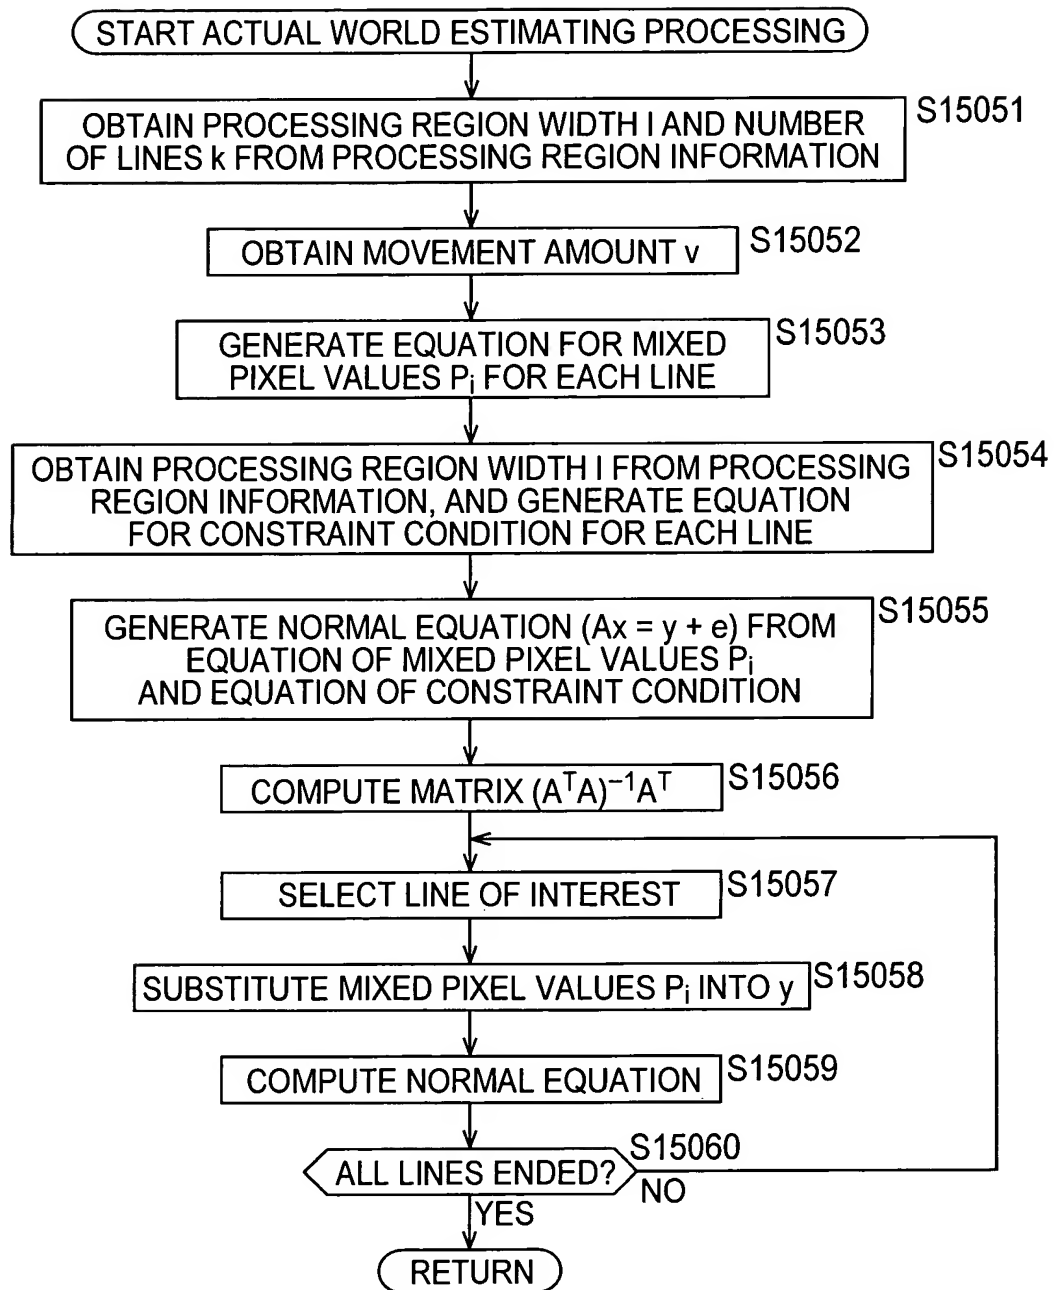 START ACTUAL WORLD ESTIMATING PROCESSING
S15051
OBTAIN PROCESSING REGION WIDTH l AND NUMBER
OF LINES k FROM PROCESSING REGION INFORMATION
S15052
OBTAIN MOVEMENT AMOUNT v
S15053
GENERATE EQUATION FOR MIXED
PIXEL VALUES Pi FOR EACH LINE
S15054
OBTAIN PROCESSING REGION WIDTH l FROM PROCESSING
REGION INFORMATION, AND GENERATE EQUATION
FOR CONSTRAINT CONDITION FOR EACH LINE
S15055
GENERATE NORMAL EQUATION (Ax = y + e) FROM
EQUATION OF MIXED PIXEL VALUES Pi
AND EQUATION OF CONSTRAINT CONDITION
S15056
COMPUTE MATRIX (AᵀA)⁻¹Aᵀ
S15057
SELECT LINE OF INTEREST
S15058
SUBSTITUTE MIXED PIXEL VALUES Pi INTO y
S15059
COMPUTE NORMAL EQUATION
S15060
ALL LINES ENDED?
NO
YES
RETURN